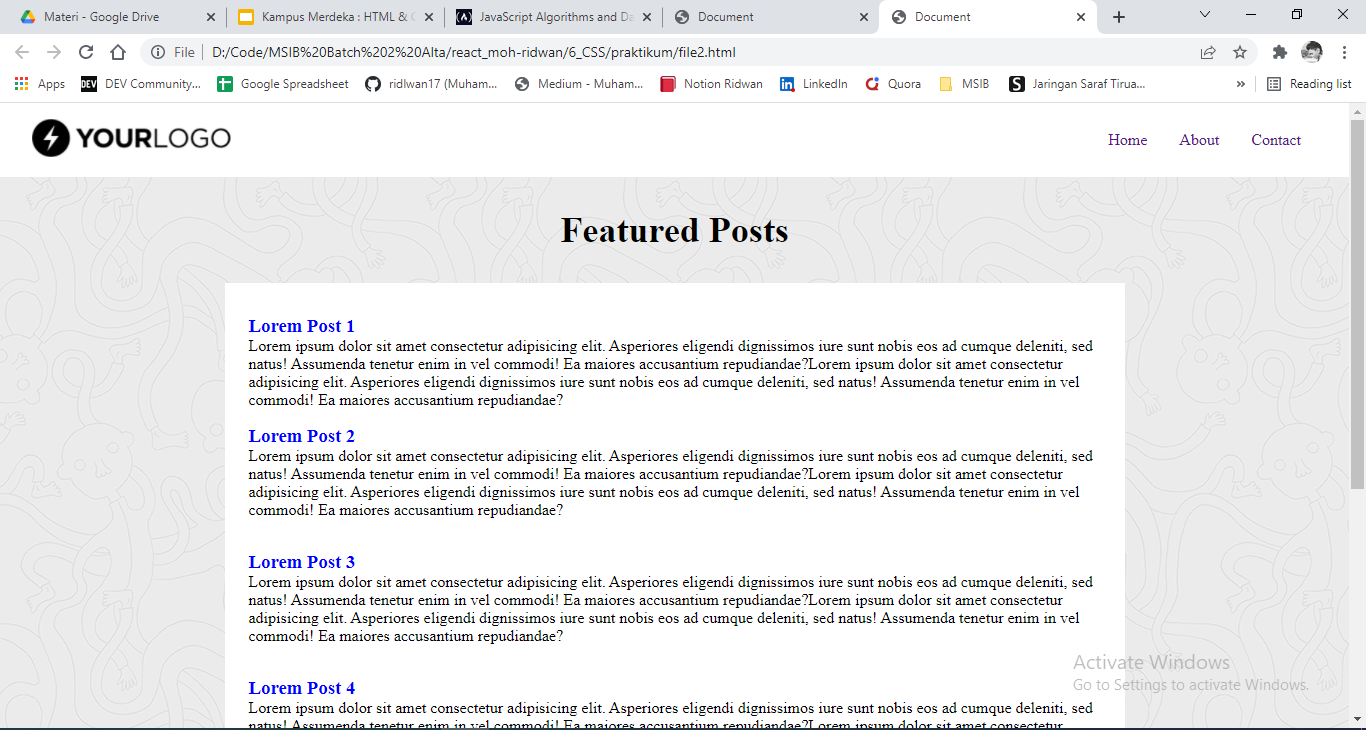 Materi - Google Drive
Kampus Merdeka : HTML &
JavaScript Algorithms and Da
Document
Document
File
D:/Code/MSIB%20Batch%202%20Alta/react_moh-ridwan/6_CSS/praktikum/file2.html
Apps
DEV Community...
Google Spreadsheet
ridlwan17 (Muham...
Medium - Muham...
Notion Ridwan
LinkedIn
Quora
MSIB
Jaringan Saraf Tirua...
»
Reading list
YOURLOGO
Home
About
Contact
Featured Posts
Lorem Post 1
Lorem ipsum dolor sit amet consectetur adipisicing elit. Asperiores eligendi dignissimos iure sunt nobis eos ad cumque deleniti, sed
natus! Assumenda tenetur enim in vel commodi! Ea maiores accusantium repudiandae?Lorem ipsum dolor sit amet consectetur
adipisicing elit. Asperiores eligendi dignissimos iure sunt nobis eos ad cumque deleniti, sed natus! Assumenda tenetur enim in vel
commodi! Ea maiores accusantium repudiandae?
Lorem Post 2
Lorem ipsum dolor sit amet consectetur adipisicing elit. Asperiores eligendi dignissimos iure sunt nobis eos ad cumque deleniti, sed
natus! Assumenda tenetur enim in vel commodi! Ea maiores accusantium repudiandae?Lorem ipsum dolor sit amet consectetur
adipisicing elit. Asperiores eligendi dignissimos iure sunt nobis eos ad cumque deleniti, sed natus! Assumenda tenetur enim in vel
commodi! Ea maiores accusantium repudiandae?
Lorem Post 3
Lorem ipsum dolor sit amet consectetur adipisicing elit. Asperiores eligendi dignissimos iure sunt nobis eos ad cumque deleniti, sed
natus! Assumenda tenetur enim in vel commodi! Ea maiores accusantium repudiandae?Lorem ipsum dolor sit amet consectetur
adipisicing elit. Asperiores eligendi dignissimos iure sunt nobis eos ad cumque deleniti, sed natus! Assumenda tenetur enim in vel
commodi! Ea maiores accusantium repudiandae?
Lorem Post 4
Lorem ipsum dolor sit amet consectetur adipisicing elit. Asperiores eligendi dignissimos iure sunt nobis eos ad cumque deleniti, sed
natus! Assumenda tenetur enim in vel commodi! Ea maiores accusantium repudiandae?Lorem ipsum dolor sit amet consectetur
Activate Windows
Go to Settings to activate Windows.